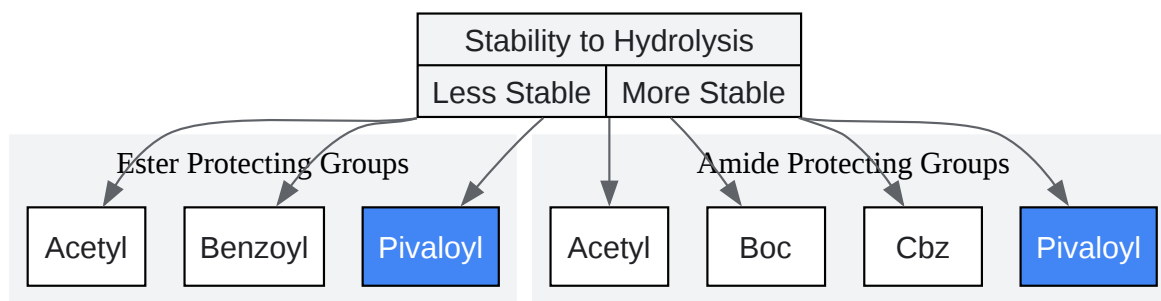 Stability to Hydrolysis
Less Stable More Stable
Ester Protecting Groups
Amide Protecting Groups
Acetyl
Benzoyl
Pivaloyl
Acetyl
Boc
Cbz
Pivaloyl